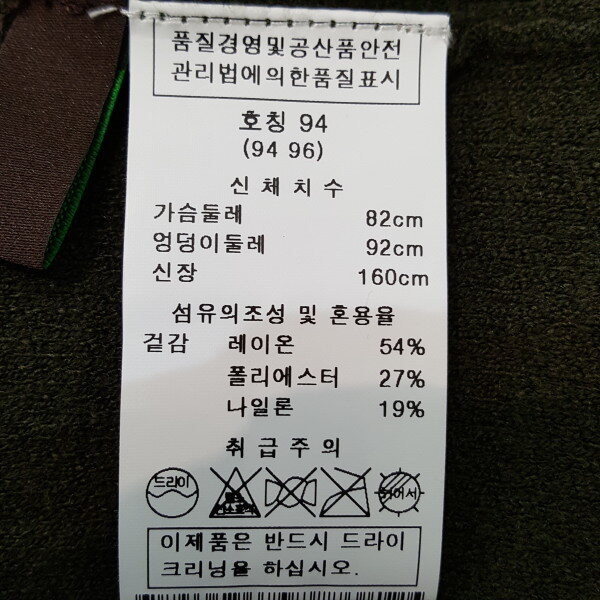 품질경영및공산품안전
관리법에의한품질표시
호칭 94
(94 96)
신체치수
가슴둘레 82cm
엉덩이둘레 92cm
신장 160cm
섬유의조성 및 혼용율
겉감 레이온 54%
폴리에스터 27%
나일론 19%
취급주의
드라이
이제품은 반드시 드라이
크리닝을 하십시오.